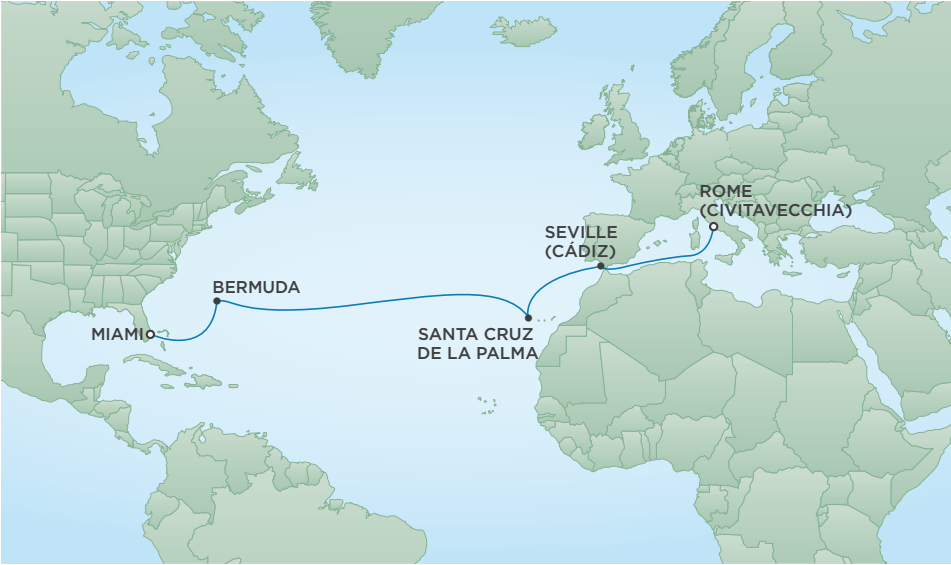 ROME
(CIVITAVECCHIA)
SEVILLE
(CÁDIZ)
BERMUDA
MIAMI
SANTA CRUZ
DE LA PALMA